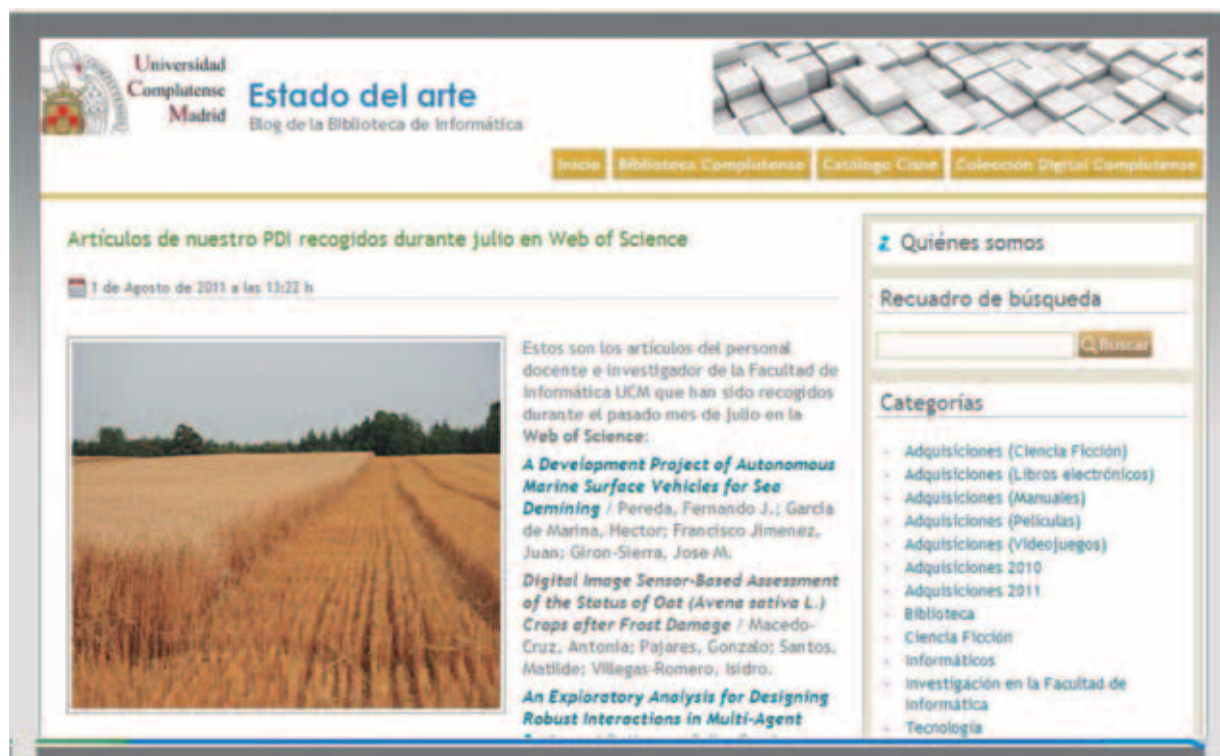 Universidad
Complutense
Madrid
Estado del arte
Blog de la Biblioteca de Informática
Inicio Biblioteca Complutense Catálogo Cisne Colección Digital Complutense
Artículos de nuestro PDI recogidos durante julio en Web of Science
1 de Agosto de 2011 a las 13:22 h
Estos son los artículos del personal
docente e investigador de la Facultad de
Informática UCM que han sido recogidos
durante el pasado mes de julio en la
Web of Science:
A Development Project of Autonomous
Marine Surface Vehicles for Sea
Demining / Pereda, Fernando J.; García
de Marina, Hector; Francisco Jimenez,
Juan; Giron-Sierra, Jose M.
Digital Image Sensor-Based Assessment
of the Status of Oat (Avena sativa L.)
Crops after Frost Damage / Macedo-
Cruz, Antonia; Pajares, Gonzalo; Santos,
Matilde; Villegas-Romero, Isidro.
An Exploratory Analysis for Designing
Robust Interactions in Multi-Agent
Quiénes somos
Recuadro de búsqueda
Buscar
Categorías
Adquisiciones (Ciencia Ficción)
Adquisiciones (Libros electrónicos)
Adquisiciones (Manuales)
Adquisiciones (Películas)
Adquisiciones (Videojuegos)
Adquisiciones 2010
Adquisiciones 2011
Biblioteca
Ciencia Ficción
Informáticos
Investigación en la Facultad de
Informática
Tecnología